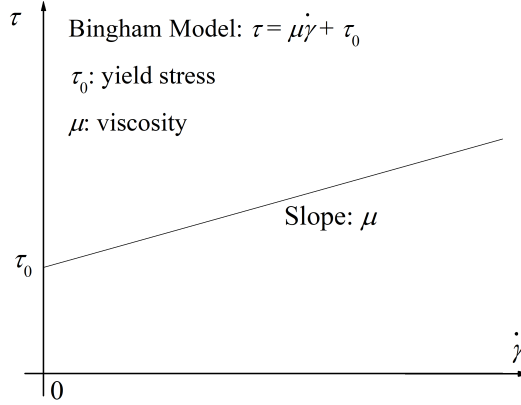 τ
Bingham Model: τ = μγ̇ + τ₀
τ₀: yield stress
μ: viscosity
Slope: μ
τ₀
γ̇
0